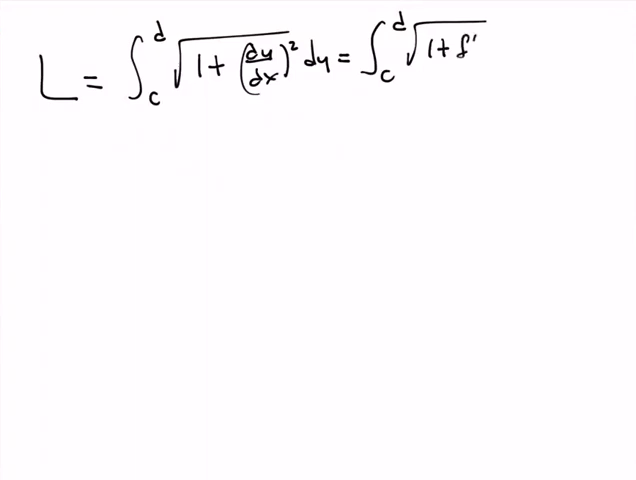 L = ∫_c^d √(1 + (dy/dx)²) dy = ∫_c^d √(1 + f'